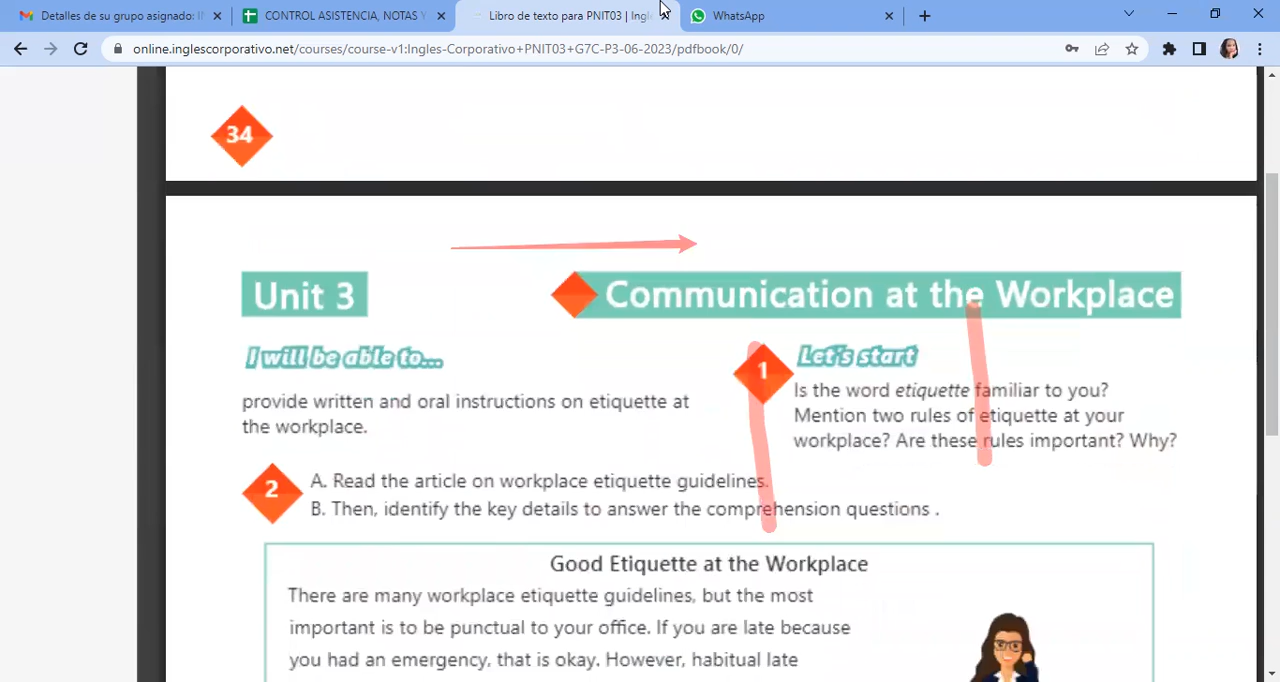 Detalles de su grupo asignado: I
CONTROL ASISTENCIA, NOTAS Y
Libro de texto para PNIT03 | Ingle
WhatsApp
online.inglescorporativo.net/courses/course-v1:Ingles-Corporativo+PNIT03+G7C-P3-06-2023/pdfbook/0/
34
Unit 3
Communication at the Workplace
I will be able to...
provide written and oral instructions on etiquette at
the workplace.
1
Let's start
Is the word etiquette familiar to you?
Mention two rules of etiquette at your
workplace? Are these rules important? Why?
2
A. Read the article on workplace etiquette guidelines.
B. Then, identify the key details to answer the comprehension questions .
Good Etiquette at the Workplace
There are many workplace etiquette guidelines, but the most
important is to be punctual to your office. If you are late because
you had an emergency, that is okay. However, habitual late